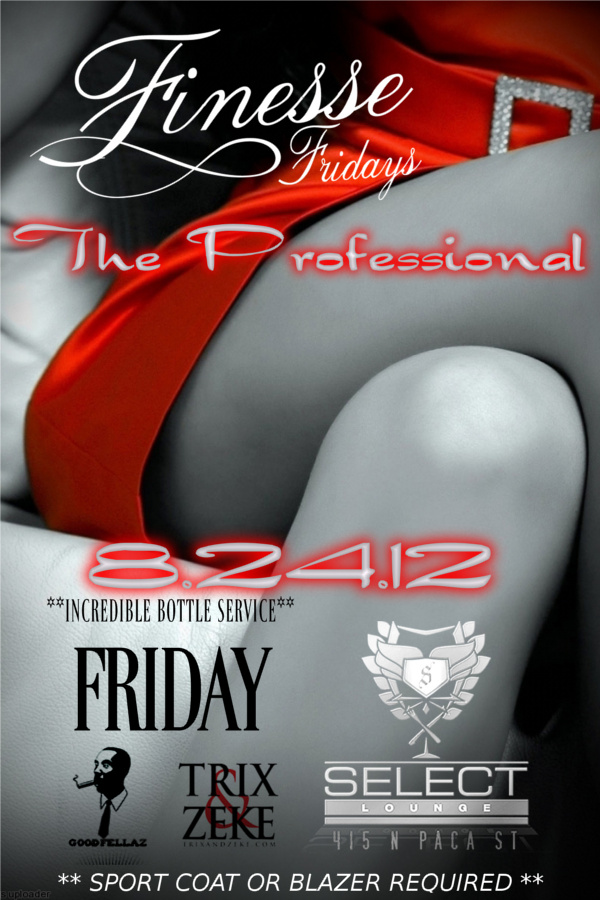 Finesse
Fridays
The Professional
8.24.12
**INCREDIBLE BOTTLE SERVICE**
FRIDAY
S
GOODFELLAZ
TRIX
&
ZEKE
TRIXANDZEKE.COM
SELECT
LOUNGE
415 N PACA ST
** SPORT COAT OR BLAZER REQUIRED **